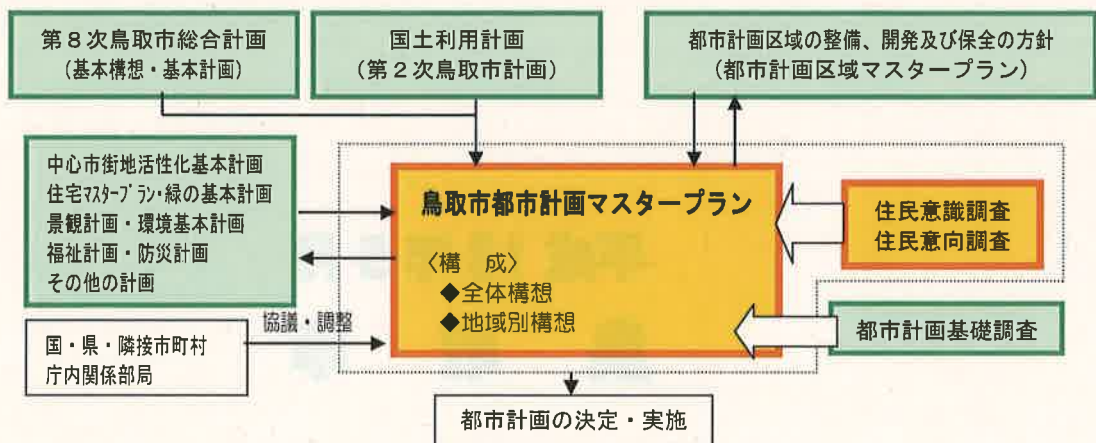 第８次鳥取市総合計画
(基本構想・基本計画)
国土利用計画
(第２次鳥取市計画)
都市計画区域の整備、開発及び保全の方針
(都市計画区域マスタープラン)
中心市街地活性化基本計画
住宅ﾏｽﾀｰﾌﾟﾗﾝ・緑の基本計画
景観計画・環境基本計画
福祉計画・防災計画
その他の計画
鳥取市都市計画マスタープラン
〈構　成〉
◆全体構想
◆地域別構想
住民意識調査
住民意向調査
都市計画基礎調査
協議・調整
国・県・隣接市町村
庁内関係部局
都市計画の決定・実施